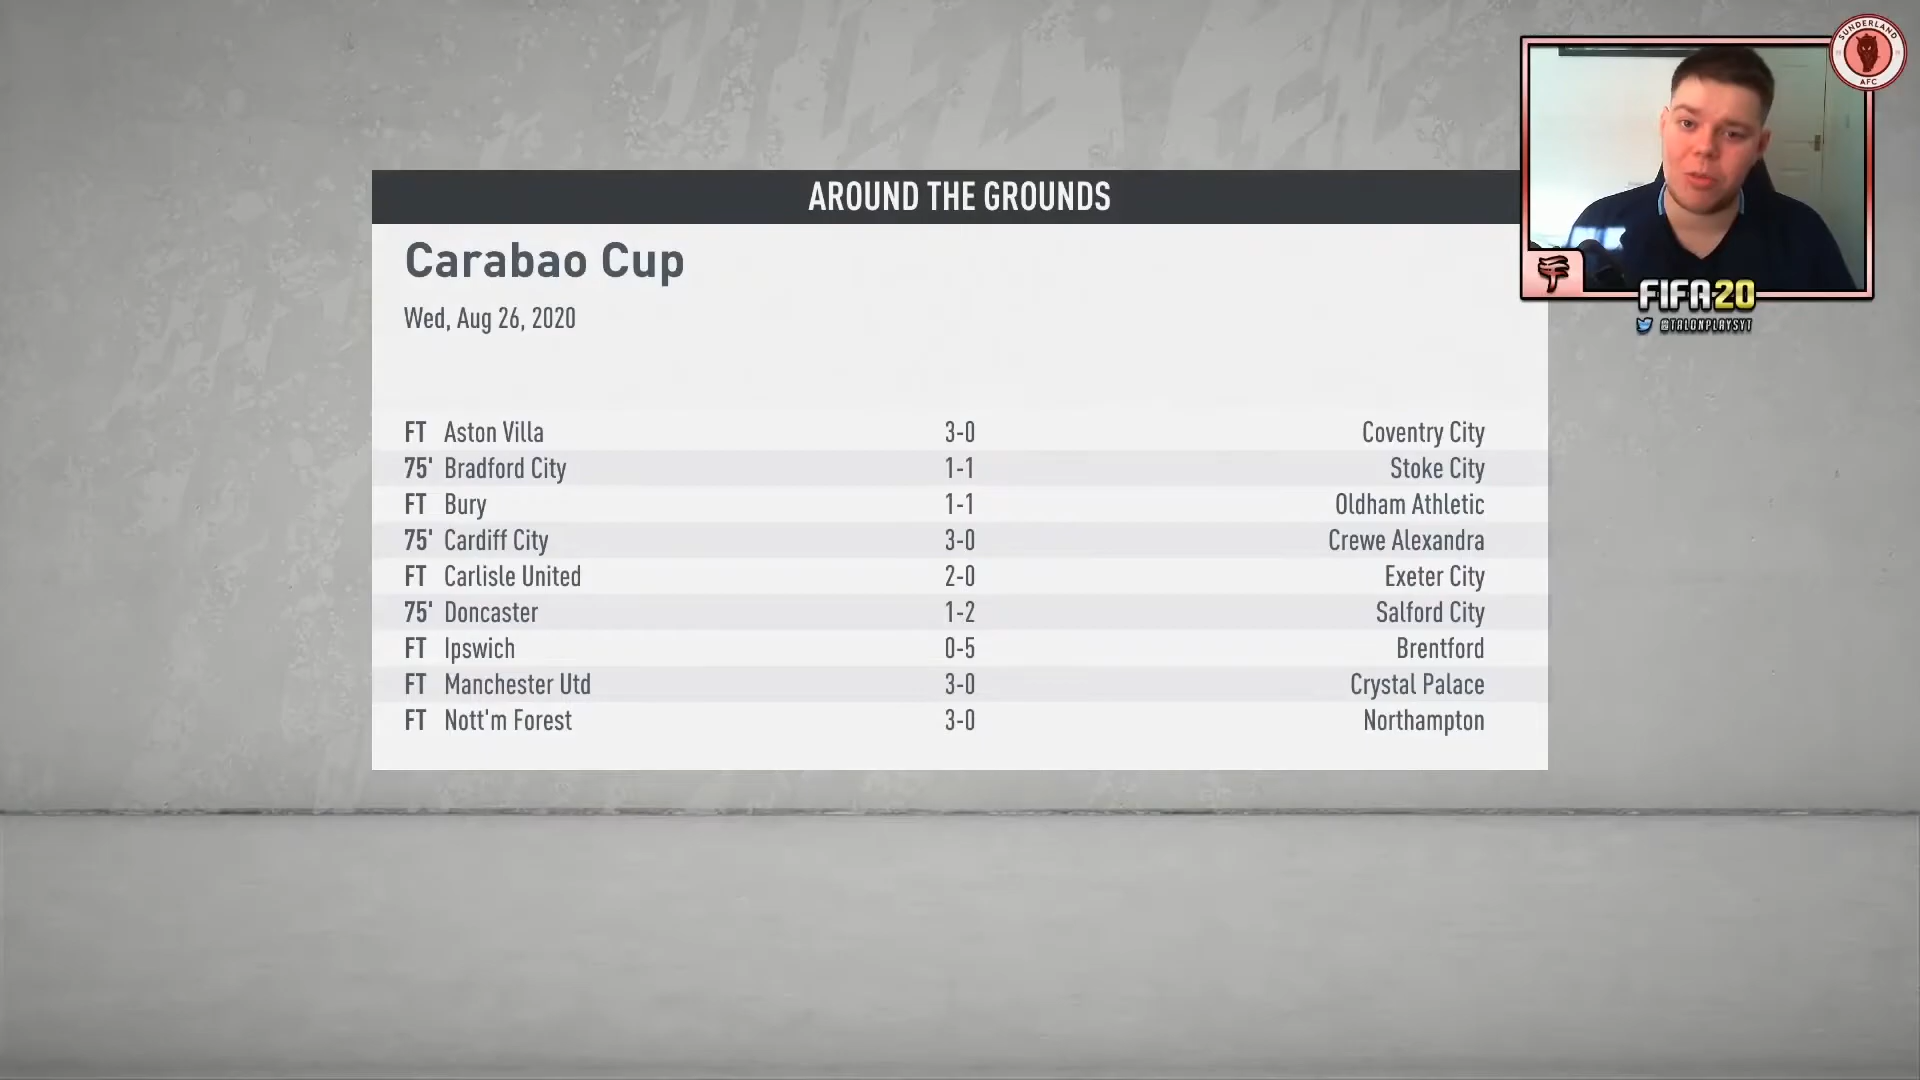 AROUND THE GROUNDS
Carabao Cup
Wed, Aug 26, 2020
FT Aston Villa 3-0 Coventry City
75' Bradford City 1-1 Stoke City
FT Bury 1-1 Oldham Athletic
75' Cardiff City 3-0 Crewe Alexandra
FT Carlisle United 2-0 Exeter City
75' Doncaster 1-2 Salford City
FT Ipswich 0-5 Brentford
FT Manchester Utd 3-0 Crystal Palace
FT Nott'm Forest 3-0 Northampton
SUNDERLAND
AFC
FIFA20
@TALONPLAYSYT